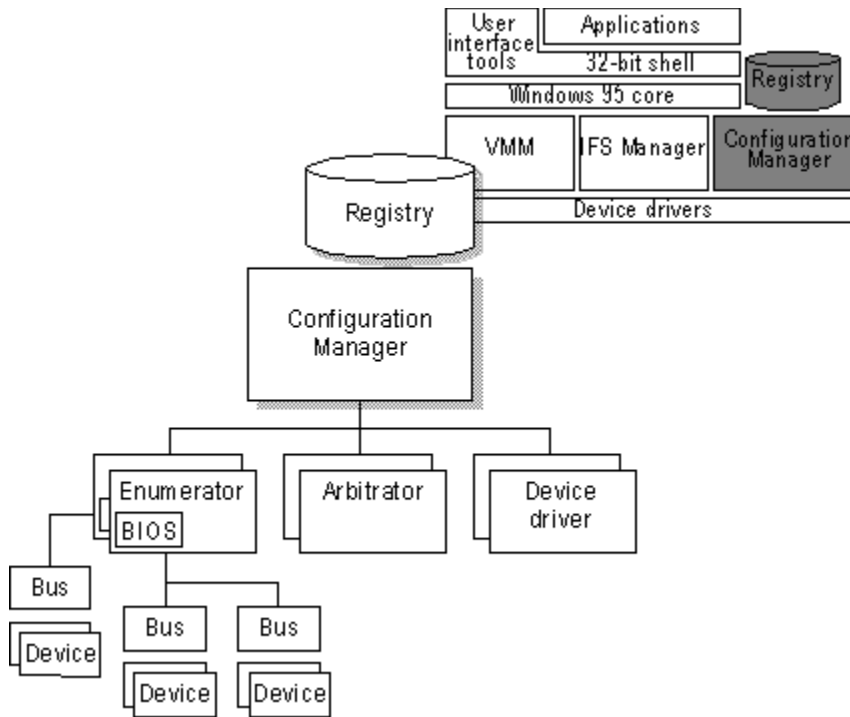 User
interface
tools
Applications
32-bit shell
Registry
Windows 95 core
VMM
IFS Manager
Configuration
Manager
Device drivers
Registry
Configuration
Manager
Enumerator
BIOS
Arbitrator
Device
driver
Bus
Device
Bus
Device
Bus
Device